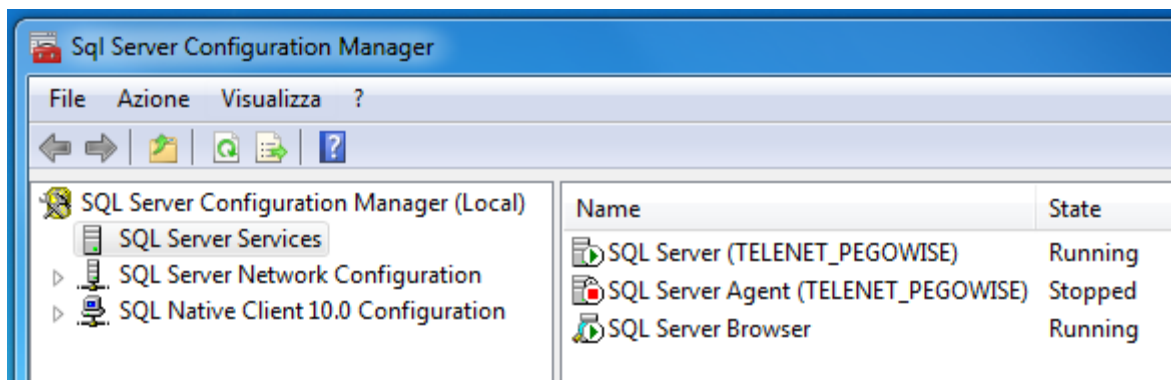 Sql Server Configuration Manager
File Azione Visualizza ?
SQL Server Configuration Manager (Local)
SQL Server Services
SQL Server Network Configuration
SQL Native Client 10.0 Configuration
Name State
SQL Server (TELENET_PEGOWISE) Running
SQL Server Agent (TELENET_PEGOWISE) Stopped
SQL Server Browser Running